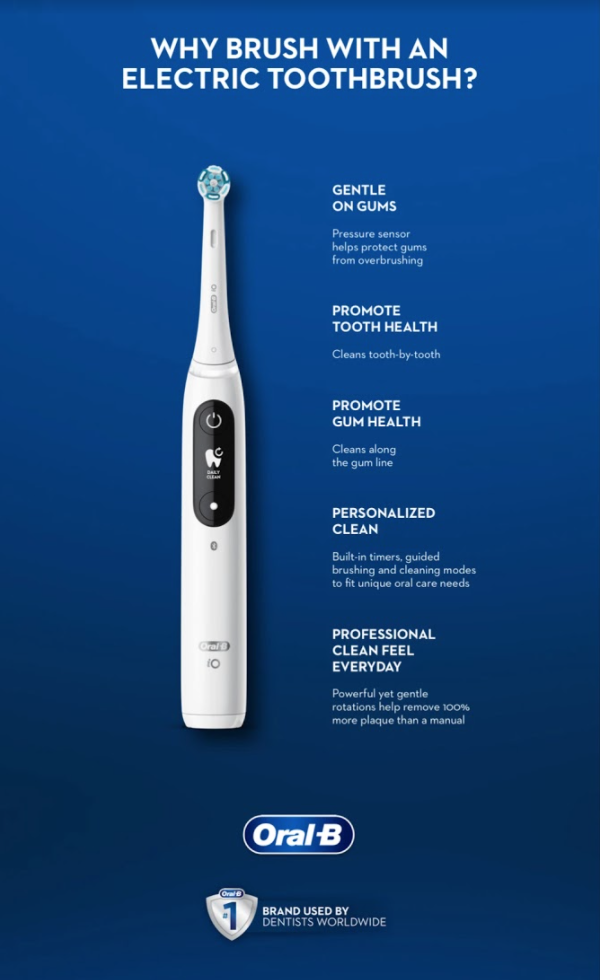 WHY BRUSH WITH AN
ELECTRIC TOOTHBRUSH?
GENTLE
ON GUMS
Pressure sensor
helps protect gums
from overbrushing
PROMOTE
TOOTH HEALTH
Cleans tooth-by-tooth
PROMOTE
GUM HEALTH
Cleans along
the gum line
PERSONALIZED
CLEAN
Built-in timers, guided
brushing and cleaning modes
to fit unique oral care needs
PROFESSIONAL
CLEAN FEEL
EVERYDAY
Powerful yet gentle
rotations help remove 100%
more plaque than a manual
DAILY
CLEAN
Oral-B
iO
Oral-B
Oral-B
#1
BRAND USED BY
DENTISTS WORLDWIDE